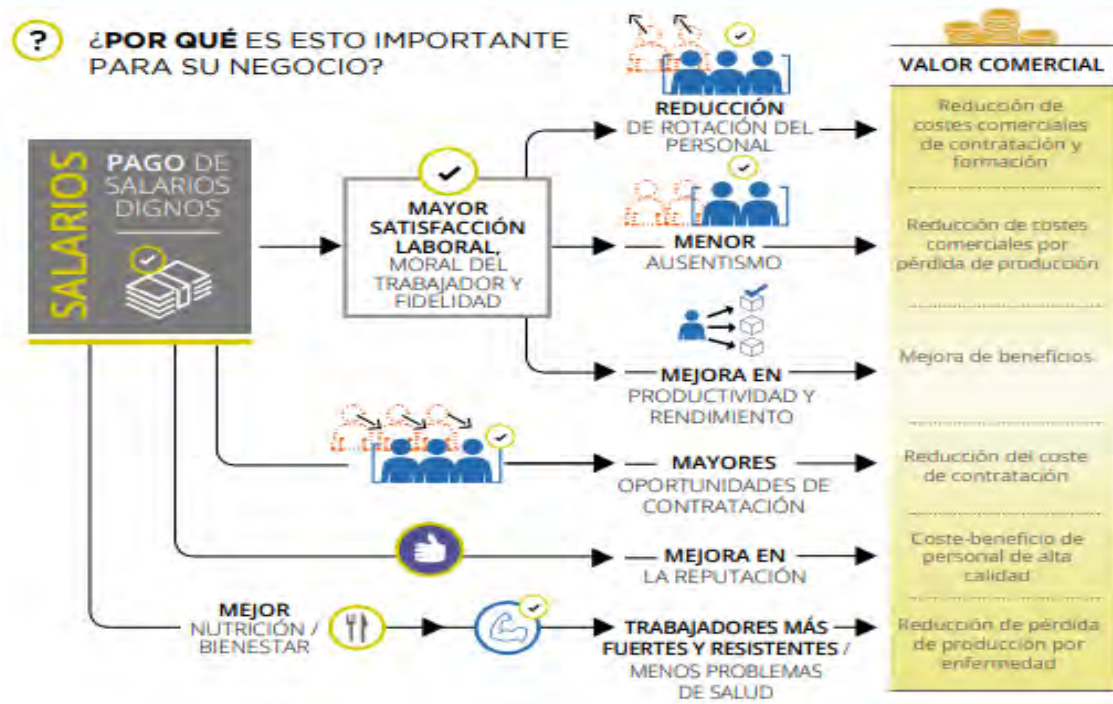 ?
¿POR QUÉ ES ESTO IMPORTANTE
PARA SU NEGOCIO?
SALARIOS
PAGO DE
SALARIOS
DIGNOS
MAYOR
SATISFACCIÓN
LABORAL,
MORAL DEL
TRABAJADOR Y
FIDELIDAD
REDUCCIÓN
DE ROTACIÓN DEL
PERSONAL
MENOR
AUSENTISMO
MEJORA EN
PRODUCTIVIDAD Y
RENDIMIENTO
MAYORES
OPORTUNIDADES DE
CONTRATACIÓN
MEJORA EN
LA REPUTACIÓN
MEJOR
NUTRICIÓN /
BIENESTAR
TRABAJADORES MÁS
FUERTES Y RESISTENTES /
MENOS PROBLEMAS
DE SALUD
VALOR COMERCIAL
Reducción de
costes comerciales
de contratación y
formación
Reducción de costes
comerciales por
pérdida de producción
Mejora de beneficios
Reducción del coste
de contratación
Coste-beneficio de
personal de alta
calidad
Reducción de pérdida
de producción por
enfermedad